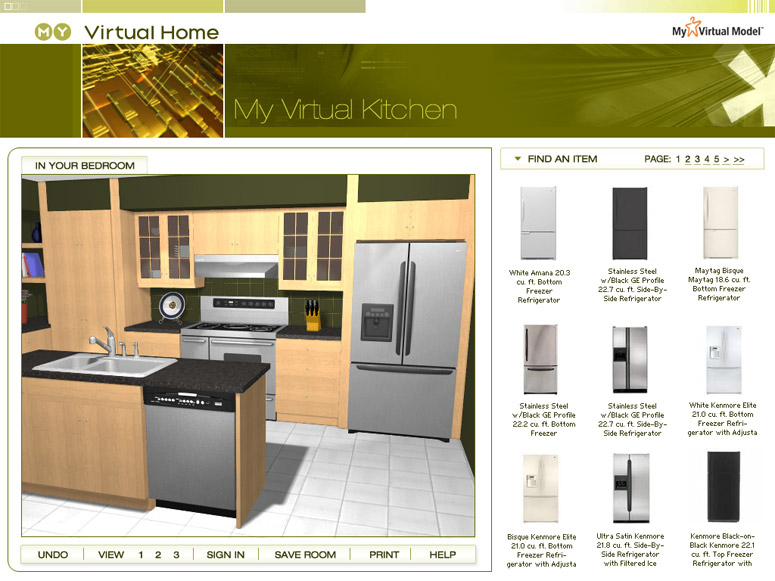 MY Virtual Home
My Virtual Model™
My Virtual Kitchen
IN YOUR BEDROOM
FIND AN ITEM
PAGE: 1 2 3 4 5 > >>
White Amana 20.3
cu. ft. Bottom
Freezer
Refrigerator
Stainless Steel
w/Black GE Profile
22.7 cu. ft. Side-By-
Side Refrigerator
Maytag Bisque
Maytag 18.6 cu. ft.
Bottom Freezer
Refrigerator
Stainless Steel
w/Black GE Profile
22.2 cu. ft. Bottom
Freezer
Stainless Steel
w/Black GE Profile
22.7 cu. ft. Side-By-
Side Refrigerator
White Kenmore Elite
21.0 cu. ft. Bottom
Freezer Refri-
gerator with Adjusta
Bisque Kenmore Elite
21.0 cu. ft. Bottom
Freezer Refri-
gerator with Adjusta
Ultra Satin Kenmore
21.8 cu. ft. Side-By-
Side Refrigerator
with Filtered Ice
Kenmore Black-on-
Black Kenmore 22.1
cu. ft. Top Freezer
Refrigerator with
UNDO VIEW 1 2 3 SIGN IN SAVE ROOM PRINT HELP